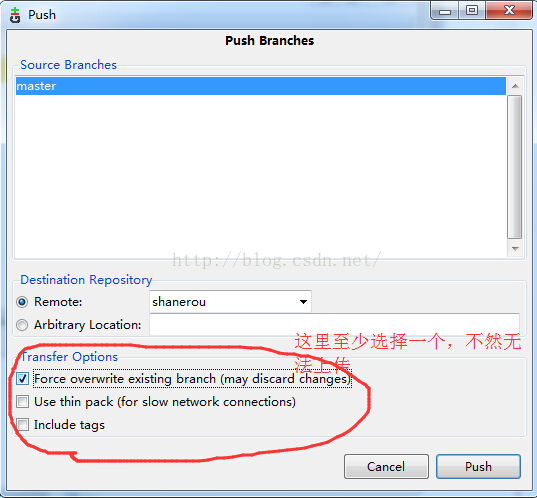 Push
Push Branches
Source Branches
master
http://blog.csdn.net/
Destination Repository
Remote:
shanerou
Arbitrary Location:
这里至少选择一个，不然无
法上传
Transfer Options
Force overwrite existing branch (may discard changes)
Use thin pack (for slow network connections)
Include tags
Cancel
Push